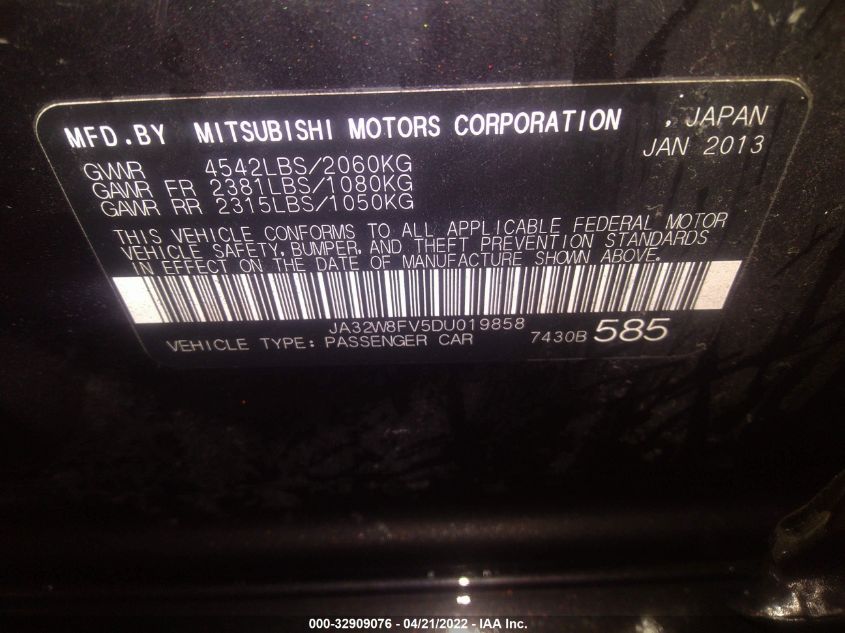 MFD.BY MITSUBISHI MOTORS CORPORATION , JAPAN
JAN 2013
GVWR 4542LBS/2060KG
GAWR FR 2381LBS/1080KG
GAWR RR 2315LBS/1050KG
THIS VEHICLE CONFORMS TO ALL APPLICABLE FEDERAL MOTOR
VEHICLE SAFETY, BUMPER, AND THEFT PREVENTION STANDARDS
IN EFFECT ON THE DATE OF MANUFACTURE SHOWN ABOVE.
JA32W8FV5DU019858
VEHICLE TYPE: PASSENGER CAR 7430B 585
000-32909076 - 04/21/2022 - IAA Inc.